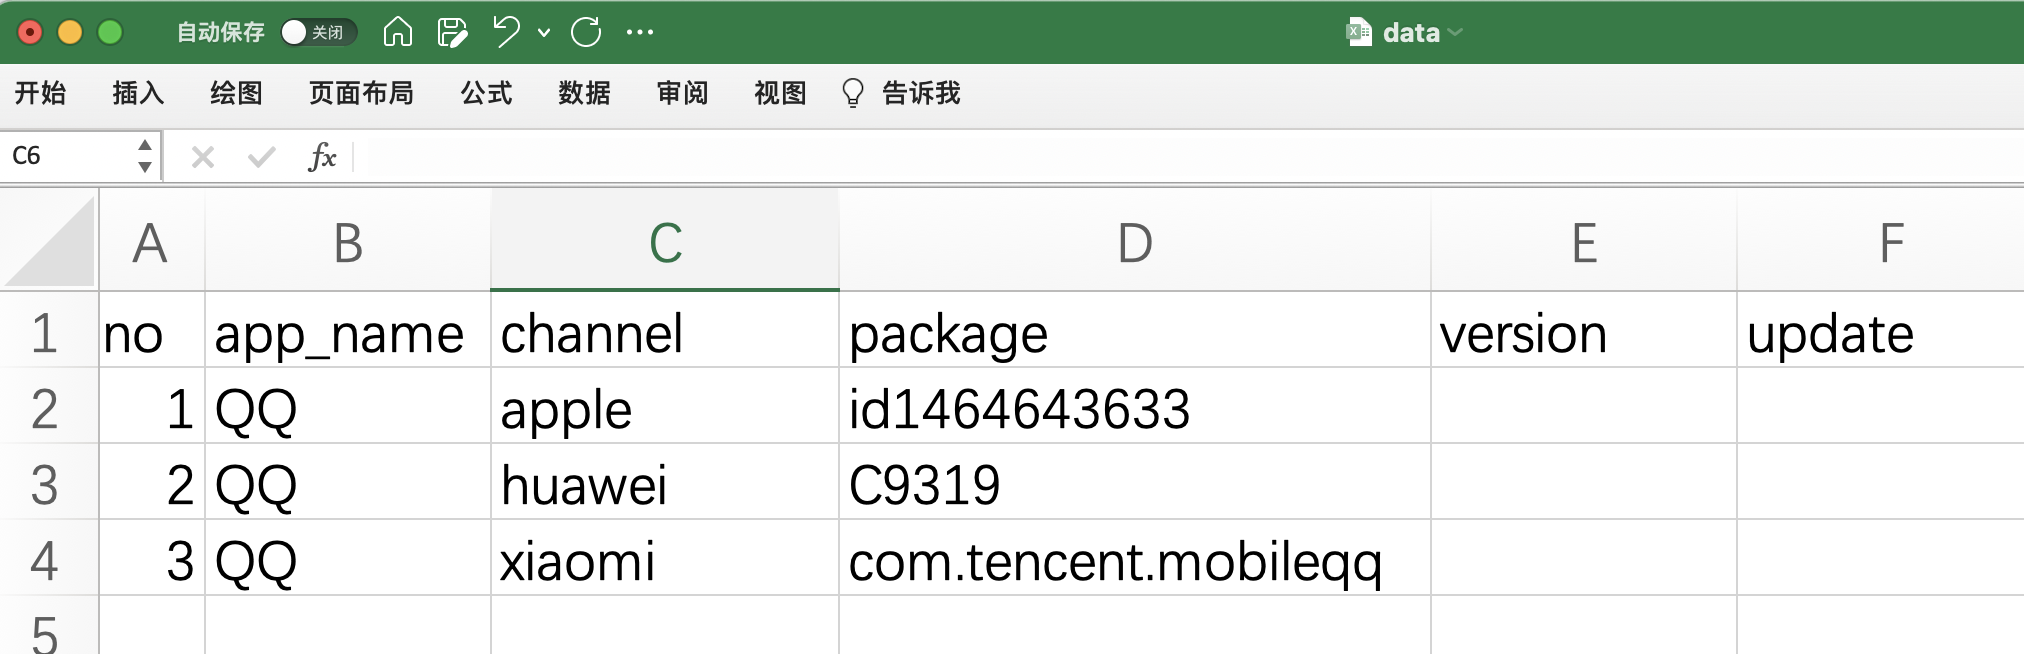 自动保存 关闭 data
开始 插入 绘图 页面布局 公式 数据 审阅 视图 告诉我
C6 fx
A B C D E F
1 no app_name channel package version update
2 1 QQ apple id1464643633
3 2 QQ huawei C9319
4 3 QQ xiaomi com.tencent.mobileqq
5